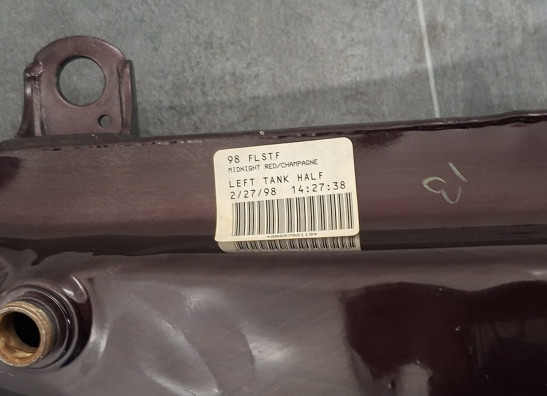 98 FLSTF
MIDNIGHT RED/CHAMPAGNE
LEFT TANK HALF
2/27/98 14:27:38